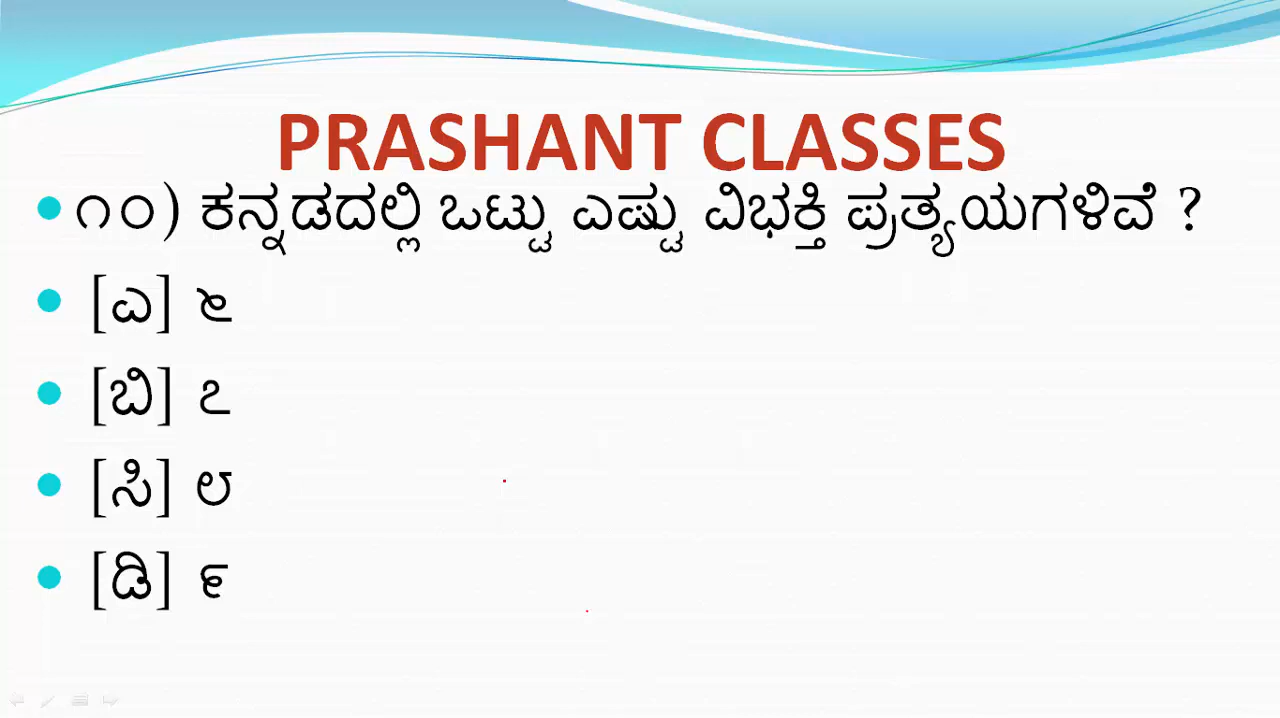 PRASHANT CLASSES
• ೧೦) ಕನ್ನಡದಲ್ಲಿ ಒಟ್ಟು ಎಷ್ಟು ವಿಭಕ್ತಿ ಪ್ರತ್ಯಯಗಳಿವೆ ?
• [ಎ] ೬
• [ಬಿ] ೭
• [ಸಿ] ೮
• [ಡಿ] ೯